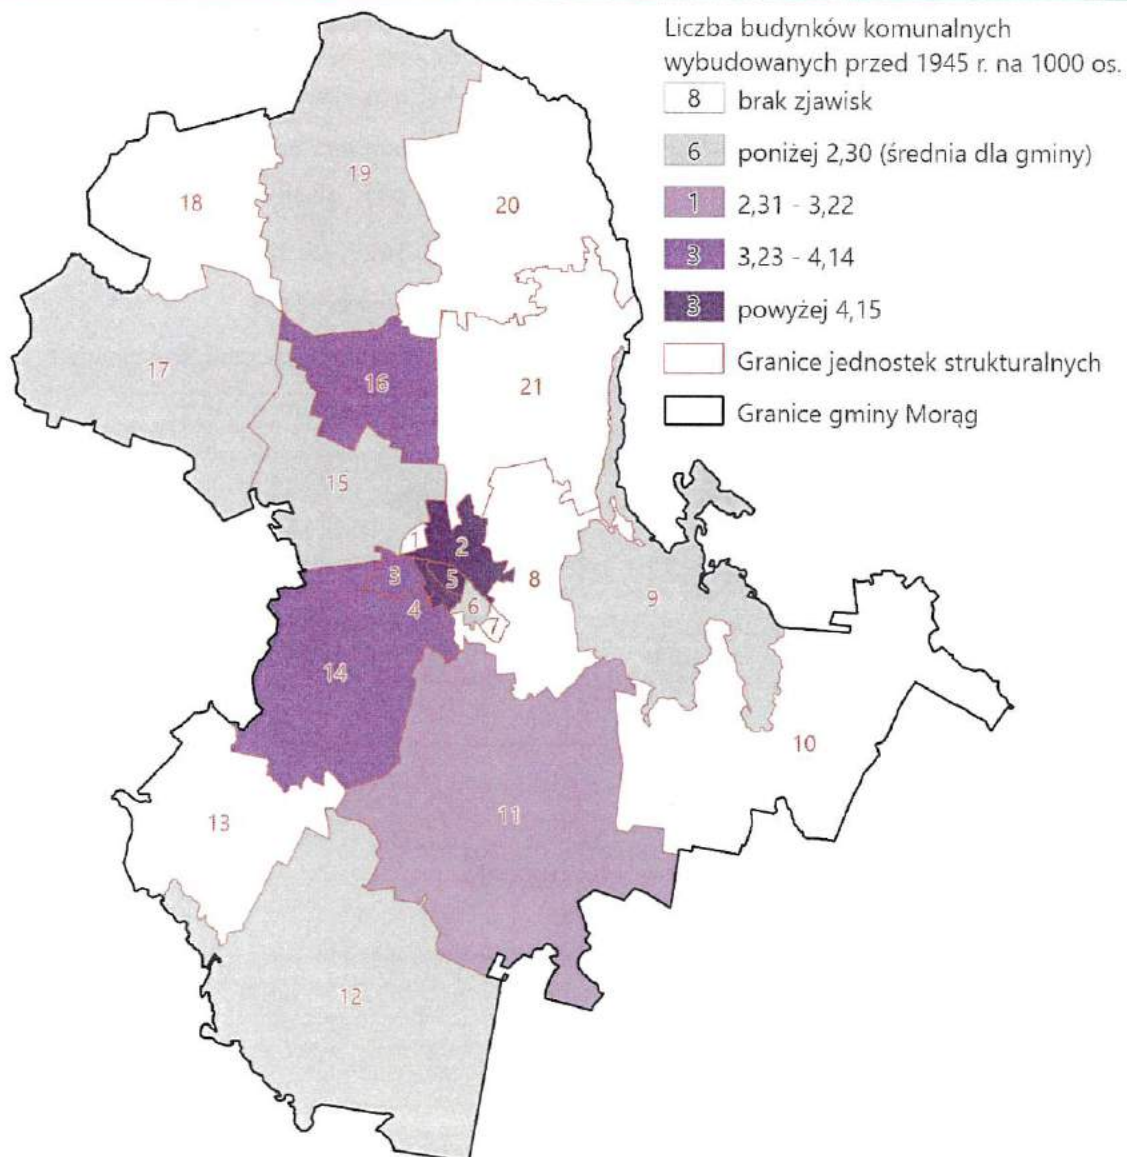 Liczba budynków komunalnych
wybudowanych przed 1945 r. na 1000 os.
8 brak zjawisk
6 poniżej 2,30 (średnia dla gminy)
1 2,31 - 3,22
3 3,23 - 4,14
3 powyżej 4,15
Granice jednostek strukturalnych
Granice gminy Morąg
19
18
20
17
16
21
15
1
2
3
5
8
6
4
7
9
14
10
11
13
12